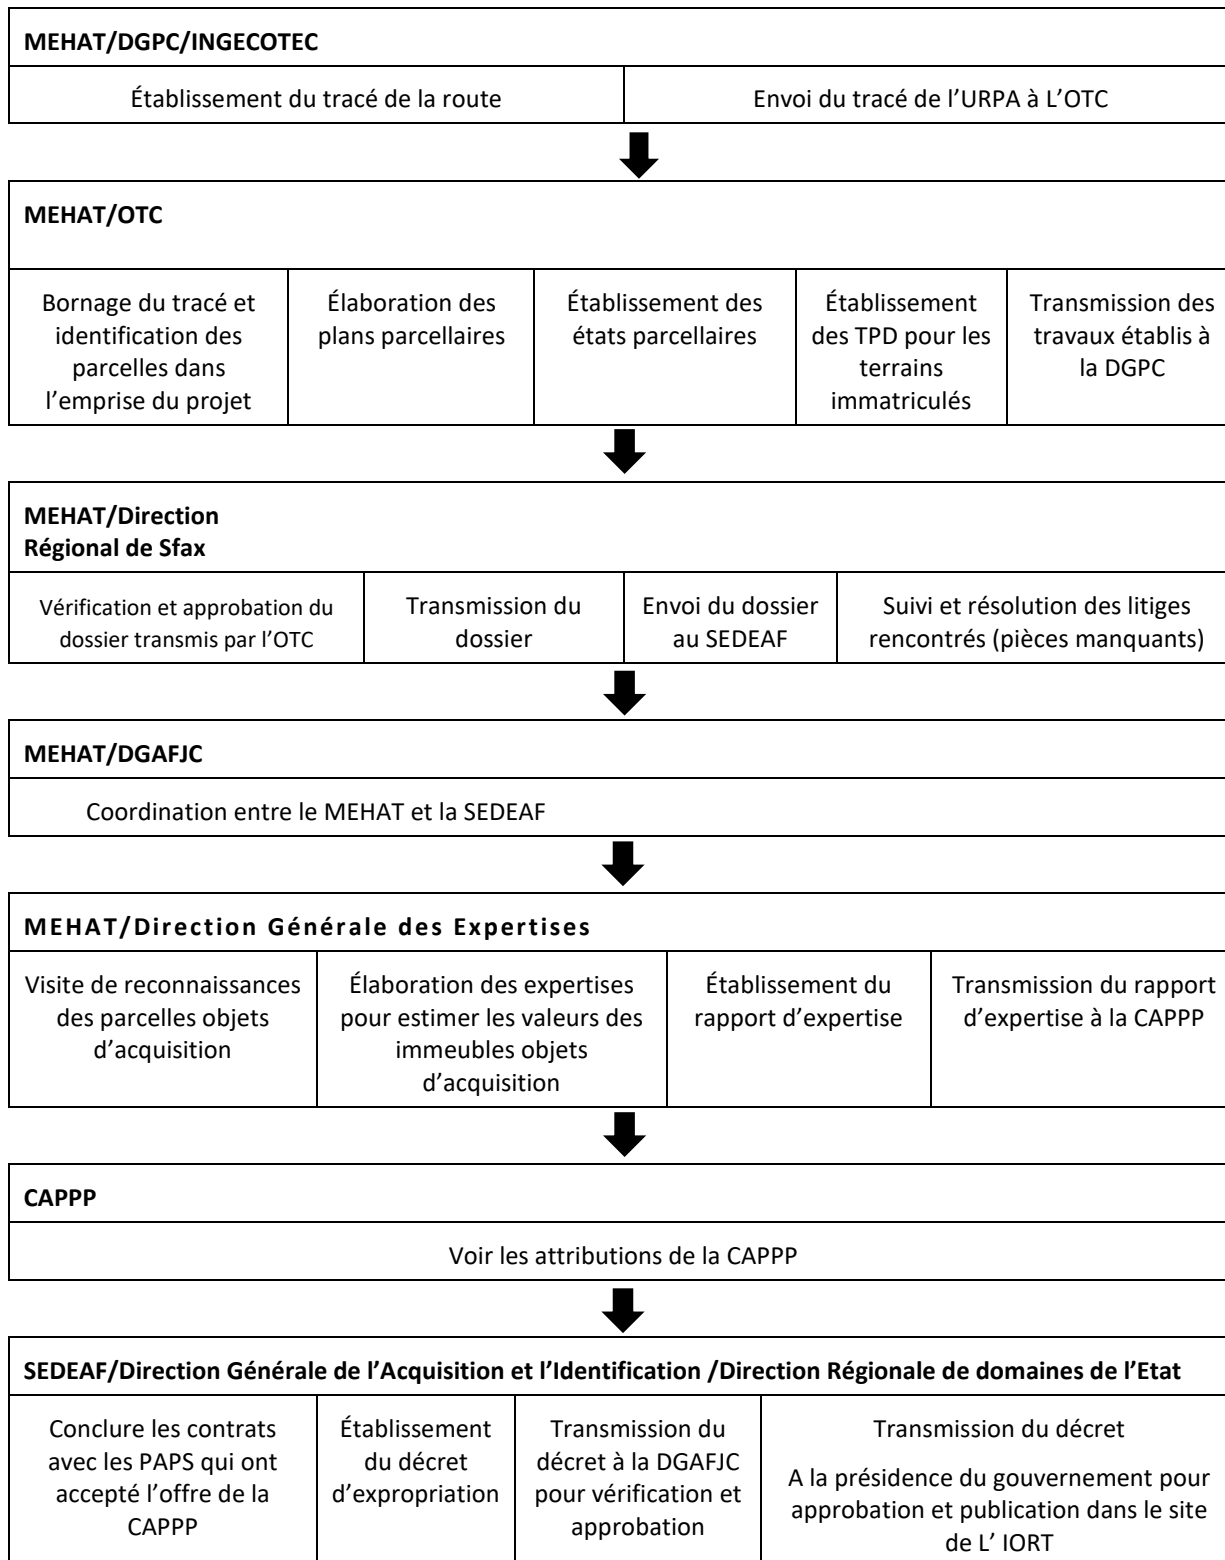 MEHAT/DGPC/INGECOTEC
Établissement du tracé de la route
Envoi du tracé de l’URPA à L’OTC
MEHAT/OTC
Bornage du tracé et
identification des
parcelles dans
l’emprise du projet
Élaboration des
plans parcellaires
Établissement des
états parcellaires
Établissement
des TPD pour les
terrains
immatriculés
Transmission des
travaux établis à
la DGPC
MEHAT/Direction
Régional de Sfax
Vérification et approbation du
dossier transmis par l’OTC
Transmission du
dossier
Envoi du dossier
au SEDEAF
Suivi et résolution des litiges
rencontrés (pièces manquants)
MEHAT/DGAFJC
Coordination entre le MEHAT et la SEDEAF
MEHAT/Direction Générale des Expertises
Visite de reconnaissances
des parcelles objets
d’acquisition
Élaboration des expertises
pour estimer les valeurs des
immeubles objets
d’acquisition
Établissement du
rapport d’expertise
Transmission du rapport
d’expertise à la CAPPP
CAPPP
Voir les attributions de la CAPPP
SEDEAF/Direction Générale de l’Acquisition et l’Identification /Direction Régionale de domaines de l’Etat
Conclure les contrats
avec les PAPS qui ont
accepté l’offre de la
CAPPP
Établissement
du décret
d’expropriation
Transmission du
décret à la DGAFJC
pour vérification et
approbation
Transmission du décret
A la présidence du gouvernement pour
approbation et publication dans le site
de L’ IORT